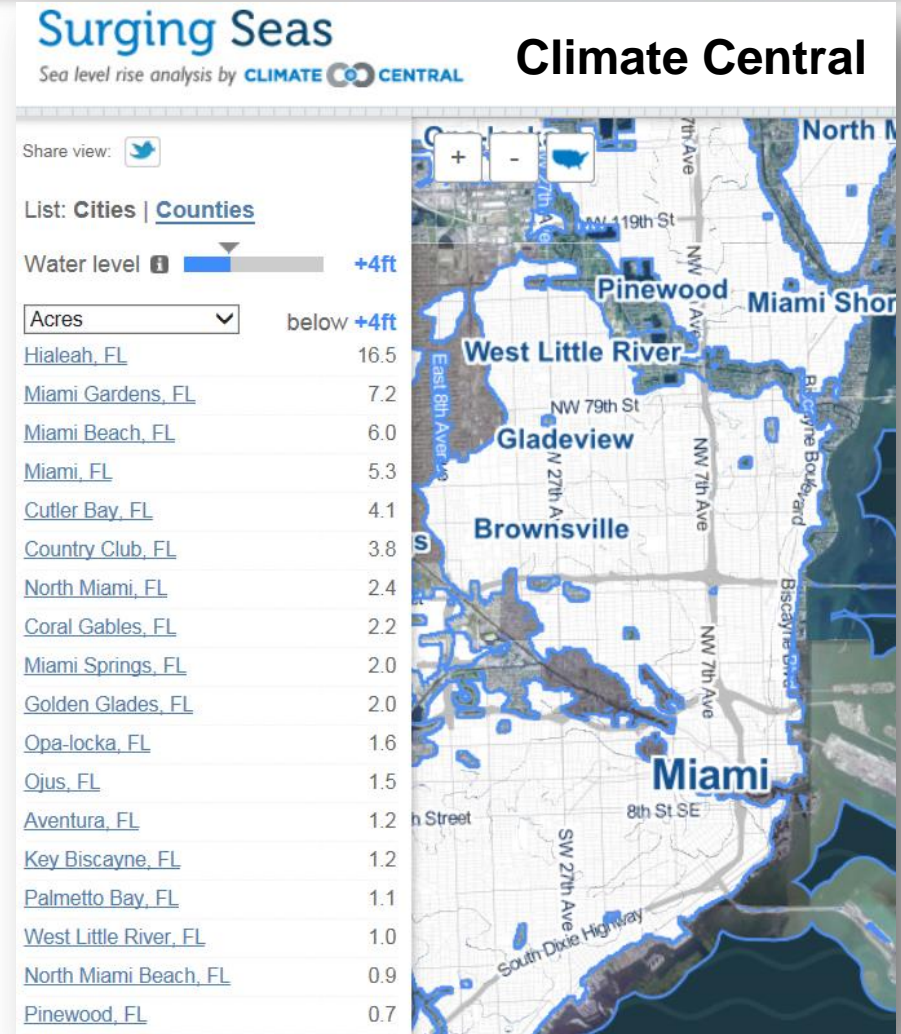 Surging Seas
Sea level rise analysis by CLIMATE CENTRAL
Climate Central
Share view:
List: Cities | Counties
Water level +4ft
Acres below +4ft
Hialeah, FL 16.5
Miami Gardens, FL 7.2
Miami Beach, FL 6.0
Miami, FL 5.3
Cutler Bay, FL 4.1
Country Club, FL 3.8
North Miami, FL 2.4
Coral Gables, FL 2.2
Miami Springs, FL 2.0
Golden Glades, FL 2.0
Opa-locka, FL 1.6
Ojus, FL 1.5
Aventura, FL 1.2
Key Biscayne, FL 1.2
Palmetto Bay, FL 1.1
West Little River, FL 1.0
North Miami Beach, FL 0.9
Pinewood, FL 0.7
+
-
7th Ave
North
NW 119th St
Pinewood
Miami Shor
West Little River
East 8th Avenue
NW 79th St
Gladeview
NW 7th Ave
Brownsville
s
Biscayne Boulevard
Biscayne Blvd
NW 7th Ave
Miami
8th St SE
h Street
SW 27th Ave
South Dixie Highway